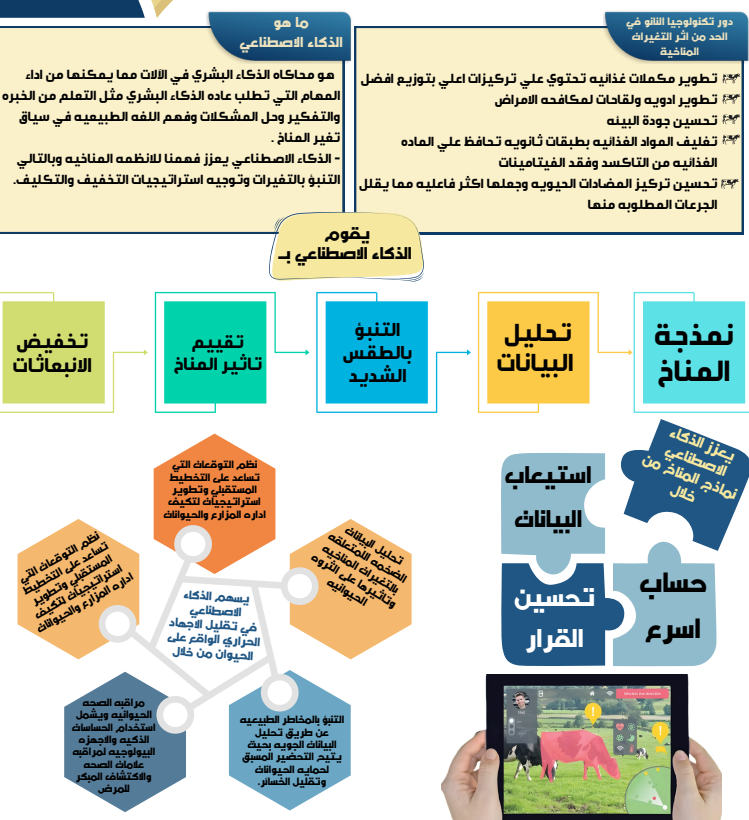 دور تكنولوجيا النانو في
الحد من اثر التغيرات
المناخية
تطوير مكملات غذائيه تحتوي علي تركيزات اعلي بتوزيع افضل
تطوير ادويه ولقاحات لمكافحه الامراض
تحسين جودة البيئه
تغليف المواد الغذائيه بطبقات ثانويه تحافظ علي الماده
الغذائيه من التاكسد وفقد الفيتامينات
تحسين تركيز المضادات الحيويه وجعلها اكثر فاعليه مما يقلل
الجرعات المطلوبه منها
ما هو
الذكاء الاصطناعي
هو محاكاه الذكاء البشري في الآلات مما يمكنها من اداء
المهام التي تطلب عاده الذكاء البشري مثل التعلم من الخبره
والتفكير وحل المشكلات وفهم اللغه الطبيعيه في سياق
تغير المناخ .
- الذكاء الاصطناعي يعزز فهمنا للانظمه المناخيه وبالتالي
التنبؤ بالتغيرات وتوجيه استراتيجيات التخفيف والتكليف.
يقوم
الذكاء الاصطناعي بـ
نمذجة
المناخ
تحليل
البيانات
التنبؤ
بالطقس
الشديد
تقييم
تاثير المناخ
تخفيض
الانبعاثات
يعزز الذكاء
الاصطناعي
نماذج المناخ من
خلال
استيعاب
البيانات
حساب
اسرع
تحسين
القرار
يسهم الذكاء
الاصطناعي
في تقليل الاجهاد
الحراري الواقع على
الحيوان من خلال
نظم التوقعات التي
تساعد على التخطيط
المستقبلي وتطوير
استراتيجيات لتكيف
اداره المزارع والحيوانات
تحليل البيانات
الضخمه المتعلقه
بالتغيرات المناخيه
وتاثيرها على الثروه
الحيوانيه
التنبؤ بالمخاطر الطبيعيه
عن طريق تحليل
البيانات الجويه بحيث
يتيح التحضير المسبق
لحمايه الحيوانات
وتقليل الخسائر.
مراقبه الصحه
الحيوانيه ويشمل
استخدام الحساسات
الذكيه والاجهزه
البيولوجيه لمراقبه
علامات الصحه
والاكتشاف المبكر
للمرض
نظم التوقعات التي
تساعد على التخطيط
المستقبلي وتطوير
استراتيجيات لتكيف
اداره المزارع والحيوانات